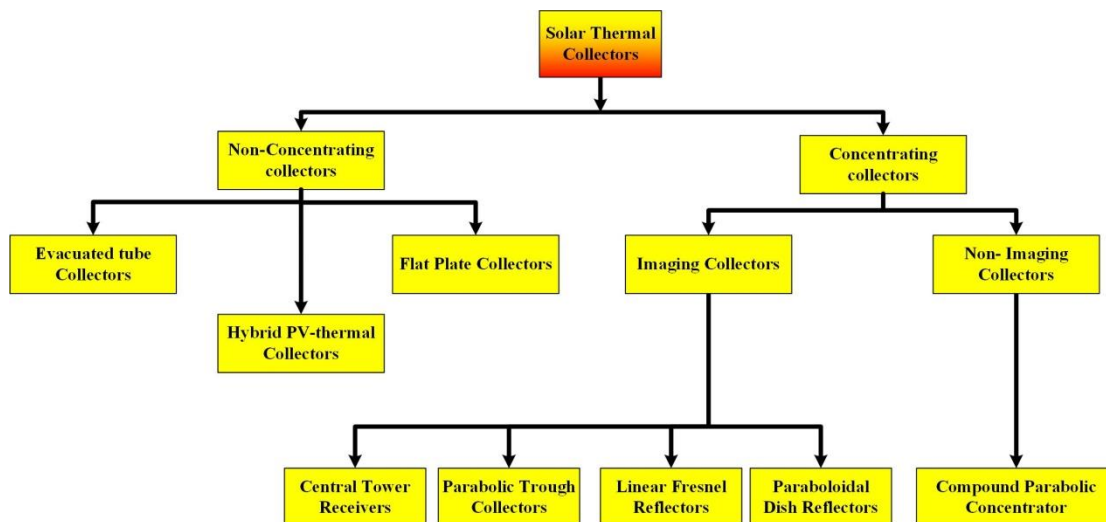 Solar Thermal
Collectors
Non-Concentrating
collectors
Concentrating
collectors
Evacuated tube
Collectors
Flat Plate Collectors
Imaging Collectors
Non- Imaging
Collectors
Hybrid PV-thermal
Collectors
Central Tower
Receivers
Parabolic Trough
Collectors
Linear Fresnel
Reflectors
Paraboloidal
Dish Reflectors
Compound Parabolic
Concentrator